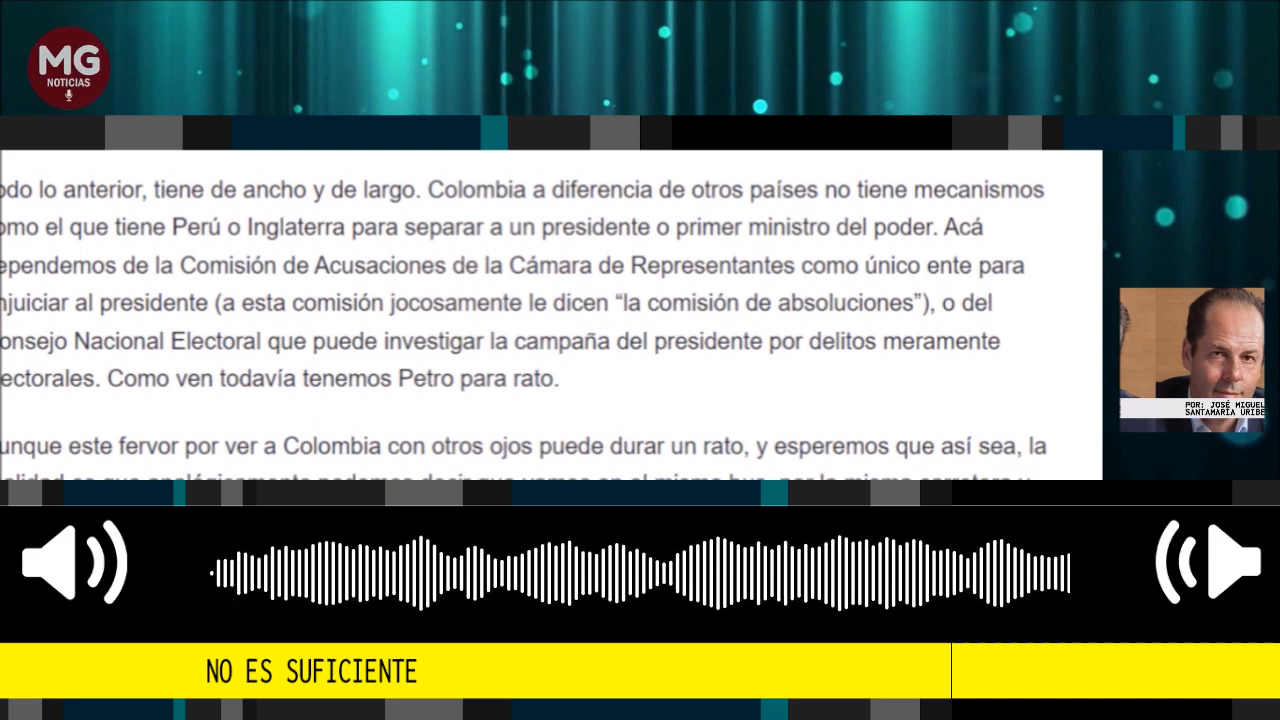 MG
NOTICIAS
odo lo anterior, tiene de ancho y de largo. Colombia a diferencia de otros países no tiene mecanismos
omo el que tiene Perú o Inglaterra para separar a un presidente o primer ministro del poder. Acá
ependemos de la Comisión de Acusaciones de la Cámara de Representantes como único ente para
njuiciar al presidente (a esta comisión jocosamente le dicen “la comisión de absoluciones”), o del
onsejo Nacional Electoral que puede investigar la campaña del presidente por delitos meramente
ectorales. Como ven todavía tenemos Petro para rato.
unque este fervor por ver a Colombia con otros ojos puede durar un rato, y esperemos que así sea, la
POR: JOSÉ MIGUEL
SANTAMARÍA URIBE
NO ES SUFICIENTE